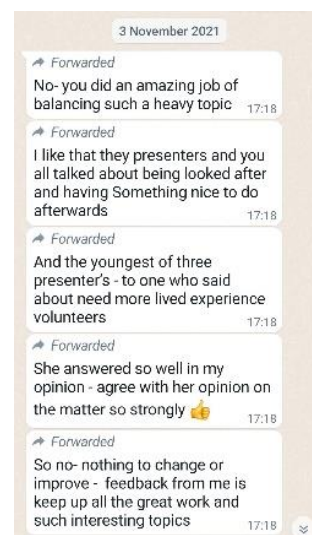 3 November 2021
Forwarded
No- you did an amazing job of
balancing such a heavy topic 17:18
Forwarded
I like that they presenters and you
all talked about being looked after
and having Something nice to do
afterwards
17:18
Forwarded
And the youngest of three
presenter's - to one who said
about need more lived experience
volunteers
17:18
Forwarded
She answered so well in my
opinion - agree with her opinion on
the matter so strongly 👍
17:18
Forwarded
So no- nothing to change or
improve - feedback from me is
keep up all the great work and
such interesting topics 17:18